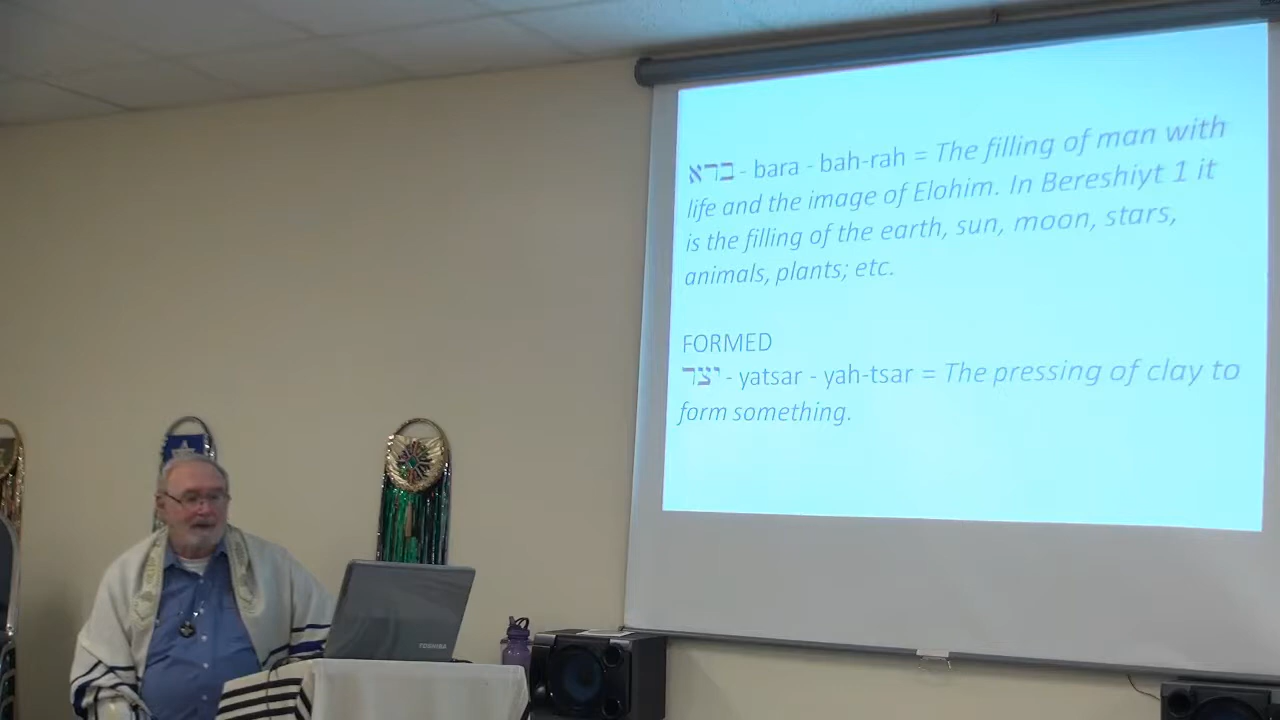 ברא - bara - bah-rah = The filling of man with
life and the image of Elohim. In Bereshiyt 1 it
is the filling of the earth, sun, moon, stars,
animals, plants; etc.
FORMED
יצר - yatsar - yah-tsar = The pressing of clay to
form something.
TOSHIBA